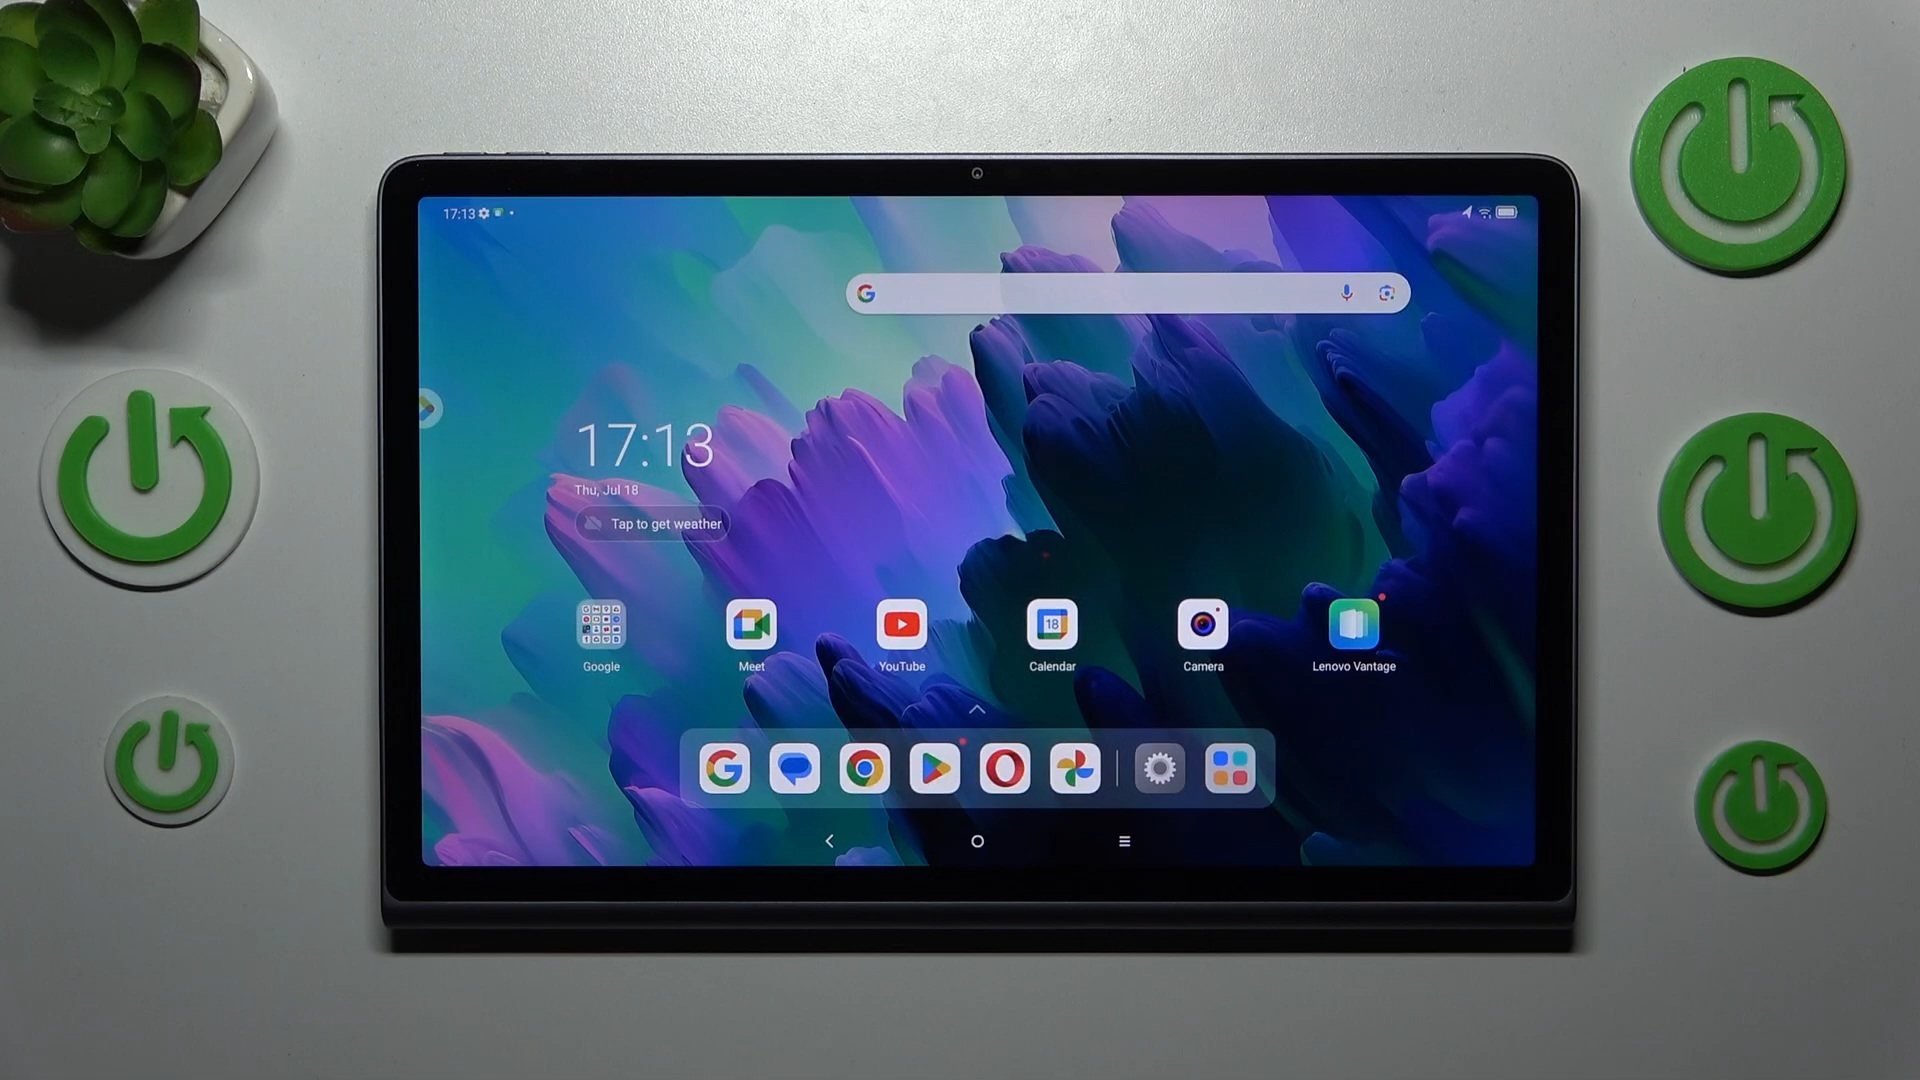 17:13
17:13
Thu, Jul 18
Tap to get weather
18
Google
Meet
YouTube
Calendar
Camera
Lenovo Vantage